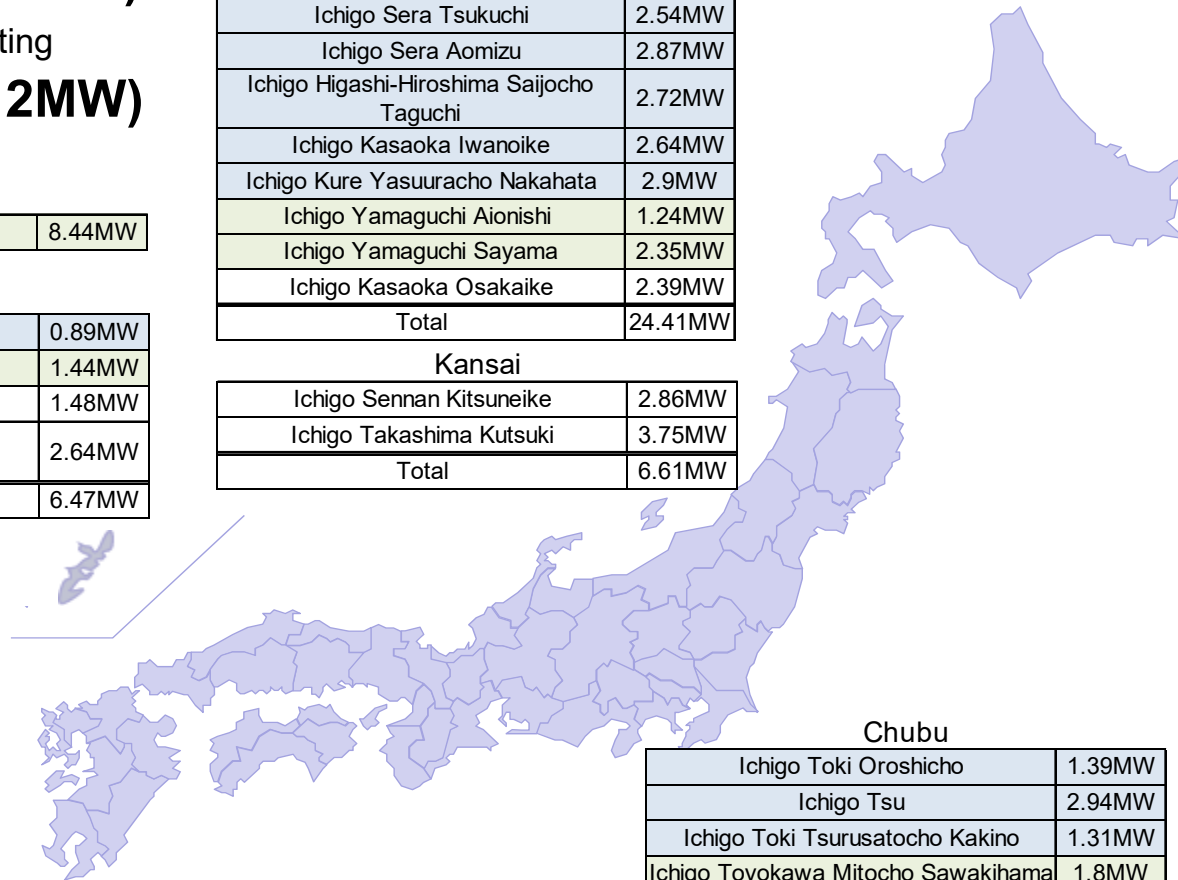 ting
2MW)
8.44MW
0.89MW
1.44MW
1.48MW
2.64MW
6.47MW
Ichigo Sera Tsukuchi 2.54MW
Ichigo Sera Aomizu 2.87MW
Ichigo Higashi-Hiroshima Saijocho
Taguchi 2.72MW
Ichigo Kasaoka Iwanoike 2.64MW
Ichigo Kure Yasuuracho Nakahata 2.9MW
Ichigo Yamaguchi Aionishi 1.24MW
Ichigo Yamaguchi Sayama 2.35MW
Ichigo Kasaoka Osakaike 2.39MW
Total 24.41MW
Kansai
Ichigo Sennan Kitsuneike 2.86MW
Ichigo Takashima Kutsuki 3.75MW
Total 6.61MW
Chubu
Ichigo Toki Oroshicho 1.39MW
Ichigo Tsu 2.94MW
Ichigo Toki Tsurusatocho Kakino 1.31MW
Ichigo Toyokawa Mitocho Sawakihama 1.8MW